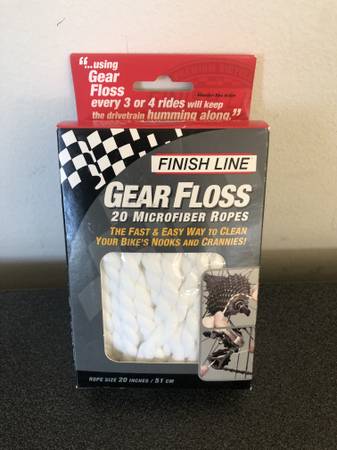 "...using
Gear
Floss
every 3 or 4 rides will keep
the drivetrain humming along."
FINISH LINE
GEAR FLOSS
20 MICROFIBER ROPES
THE FAST & EASY WAY TO CLEAN
YOUR BIKE'S NOOKS AND CRANNIES!
ROPE SIZE 20 INCHES / 51 CM